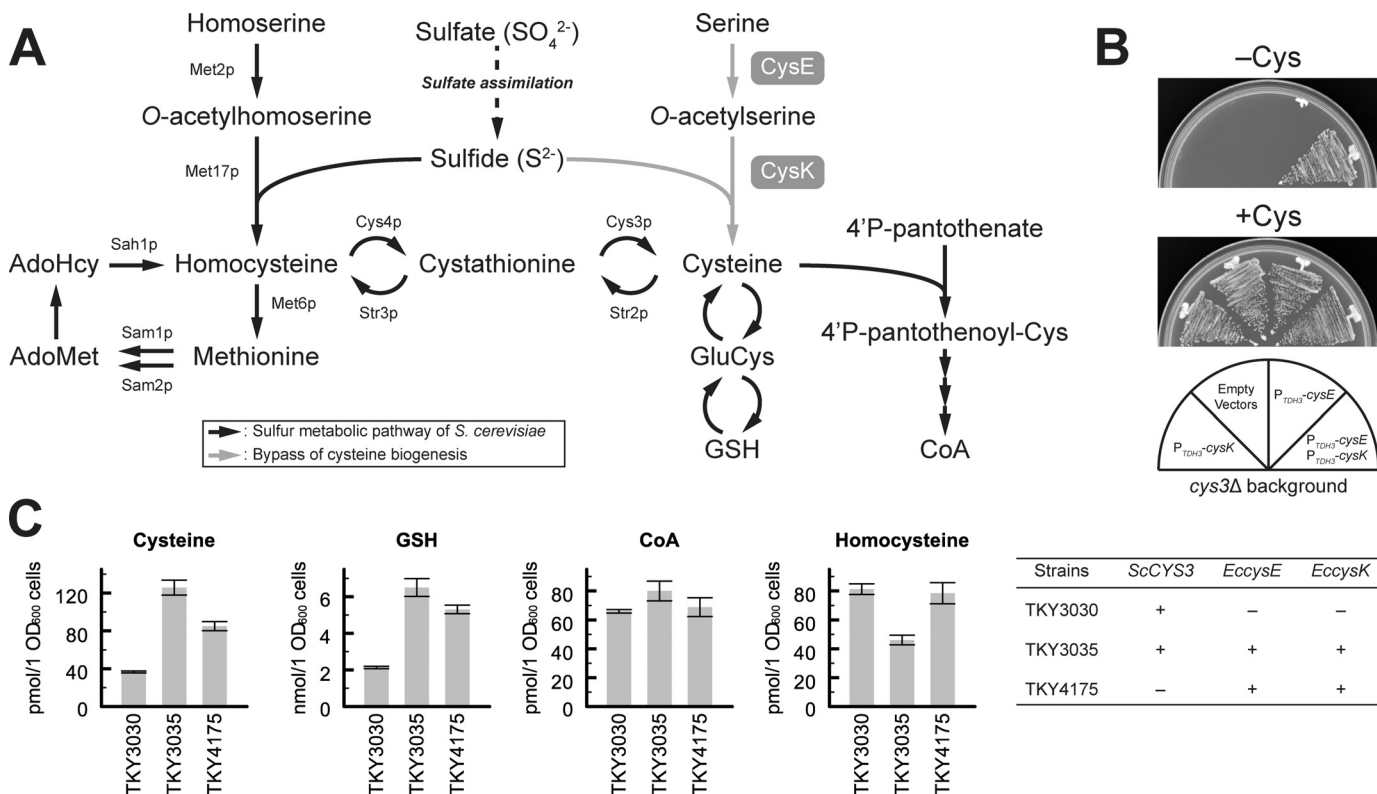 A
Homoserine
Met2p
O-acetylhomoserine
Met17p
Sulfate (SO₄²⁻)
Sulfate assimilation
Sulfide (S²⁻)
Serine
CysE
O-acetylserine
CysK
AdoHcy
Sah1p
Homocysteine
Cys4p
Str3p
Cystathionine
Cys3p
Str2p
Cysteine
4'P-pantothenate
AdoMet
Sam1p
Sam2p
Met6p
Methionine
GluCys
GSH
4'P-pantothenoyl-Cys
CoA
: Sulfur metabolic pathway of S. cerevisiae
: Bypass of cysteine biogenesis
B
–Cys
+Cys
P_TDH3-cysK
Empty
Vectors
P_TDH3-cysE
P_TDH3-cysE
P_TDH3-cysK
cys3Δ background
C
Cysteine
pmol/1 OD₆₀₀ cells
120
80
40
0
TKY3030
TKY3035
TKY4175
GSH
nmol/1 OD₆₀₀ cells
6
4
2
0
TKY3030
TKY3035
TKY4175
CoA
pmol/1 OD₆₀₀ cells
80
60
40
20
0
TKY3030
TKY3035
TKY4175
Homocysteine
pmol/1 OD₆₀₀ cells
80
60
40
20
0
TKY3030
TKY3035
TKY4175
Strains ScCYS3 EccysE EccysK
TKY3030 + – –
TKY3035 + + +
TKY4175 – + +